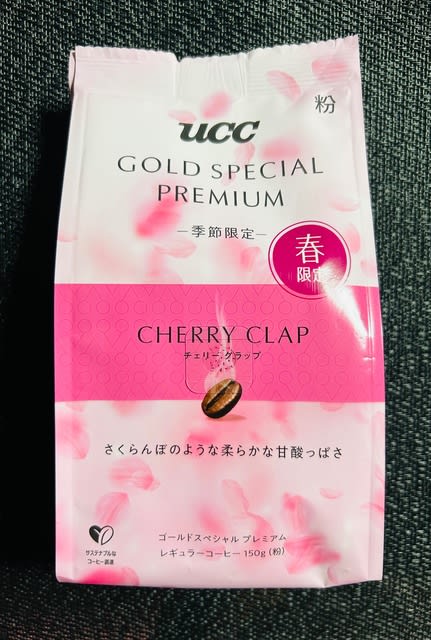 粉
ucc
GOLD SPECIAL
PREMIUM
季節限定
春
限定
CHERRY CLAP
チェリー クラップ
さくらんぼのような柔らかな甘酸っぱさ
サステナブルな
コーヒー調達
ゴールドスペシャル プレミアム
レギュラーコーヒー 150g (粉)